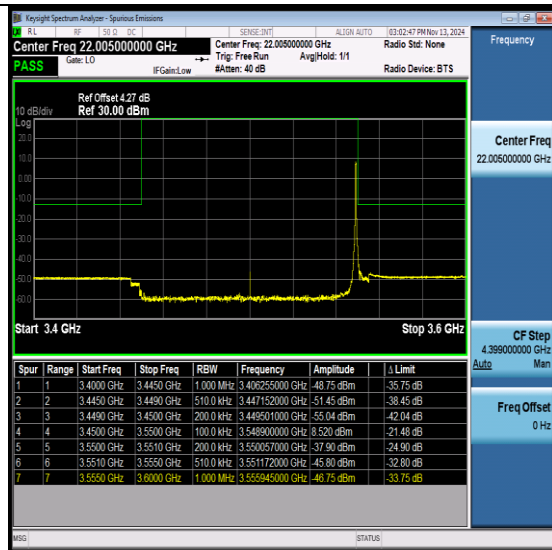 Keysight Spectrum Analyzer - Spurious Emissions
RL RF 50 Ω DC SENSE:INT ALIGN AUTO 03:02:47 PM Nov 13, 2024
Center Freq 22.005000000 GHz Center Freq: 22.005000000 GHz Radio Std: None
Gate: LO Trig: Free Run Avg|Hold: 1/1
PASS IFGain:Low #Atten: 40 dB Radio Device: BTS
Frequency
Ref Offset 4.27 dB
10 dB/div Ref 30.00 dBm
Log
20.0
10.0
0.00
-10.0
-20.0
-30.0
-40.0
-50.0
-60.0
Start 3.4 GHz Stop 3.6 GHz
Center Freq
22.005000000 GHz
CF Step
4.399000000 GHz
Auto Man
Freq Offset
0 Hz
Spur Range Start Freq Stop Freq RBW Frequency Amplitude Δ Limit
1 1 3.4000 GHz 3.4450 GHz 1.000 MHz 3.406255000 GHz -48.75 dBm -35.75 dB
2 2 3.4450 GHz 3.4490 GHz 510.0 kHz 3.447152000 GHz -51.45 dBm -38.45 dB
3 3 3.4490 GHz 3.4500 GHz 200.0 kHz 3.449501000 GHz -55.04 dBm -42.04 dB
4 4 3.4500 GHz 3.5500 GHz 100.0 kHz 3.548900000 GHz 8.520 dBm -21.48 dB
5 5 3.5500 GHz 3.5510 GHz 200.0 kHz 3.550057000 GHz -37.90 dBm -24.90 dB
6 6 3.5510 GHz 3.5550 GHz 510.0 kHz 3.551172000 GHz -45.80 dBm -32.80 dB
7 7 3.5550 GHz 3.6000 GHz 1.000 MHz 3.555945000 GHz -46.75 dBm -33.75 dB
MSG STATUS